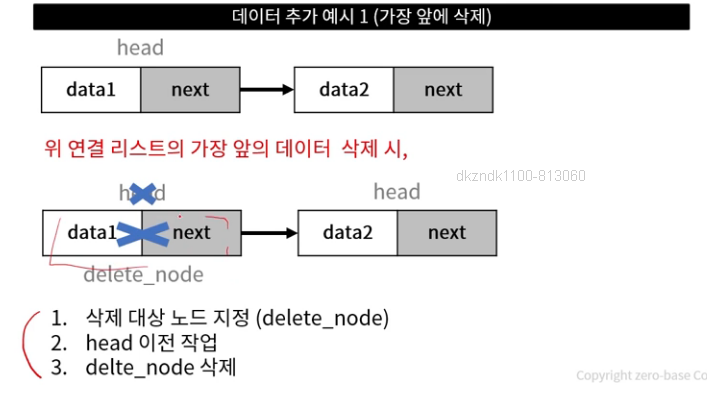 데이터 추가 예시 1 (가장 앞에 삭제)
head
data1 next data2 next
위 연결 리스트의 가장 앞의 데이터 삭제 시,
dkzndk1100-813060
head head
data1 next data2 next
delete_node
1. 삭제 대상 노드 지정 (delete_node)
2. head 이전 작업
3. delte_node 삭제
Copyright zero-base Co